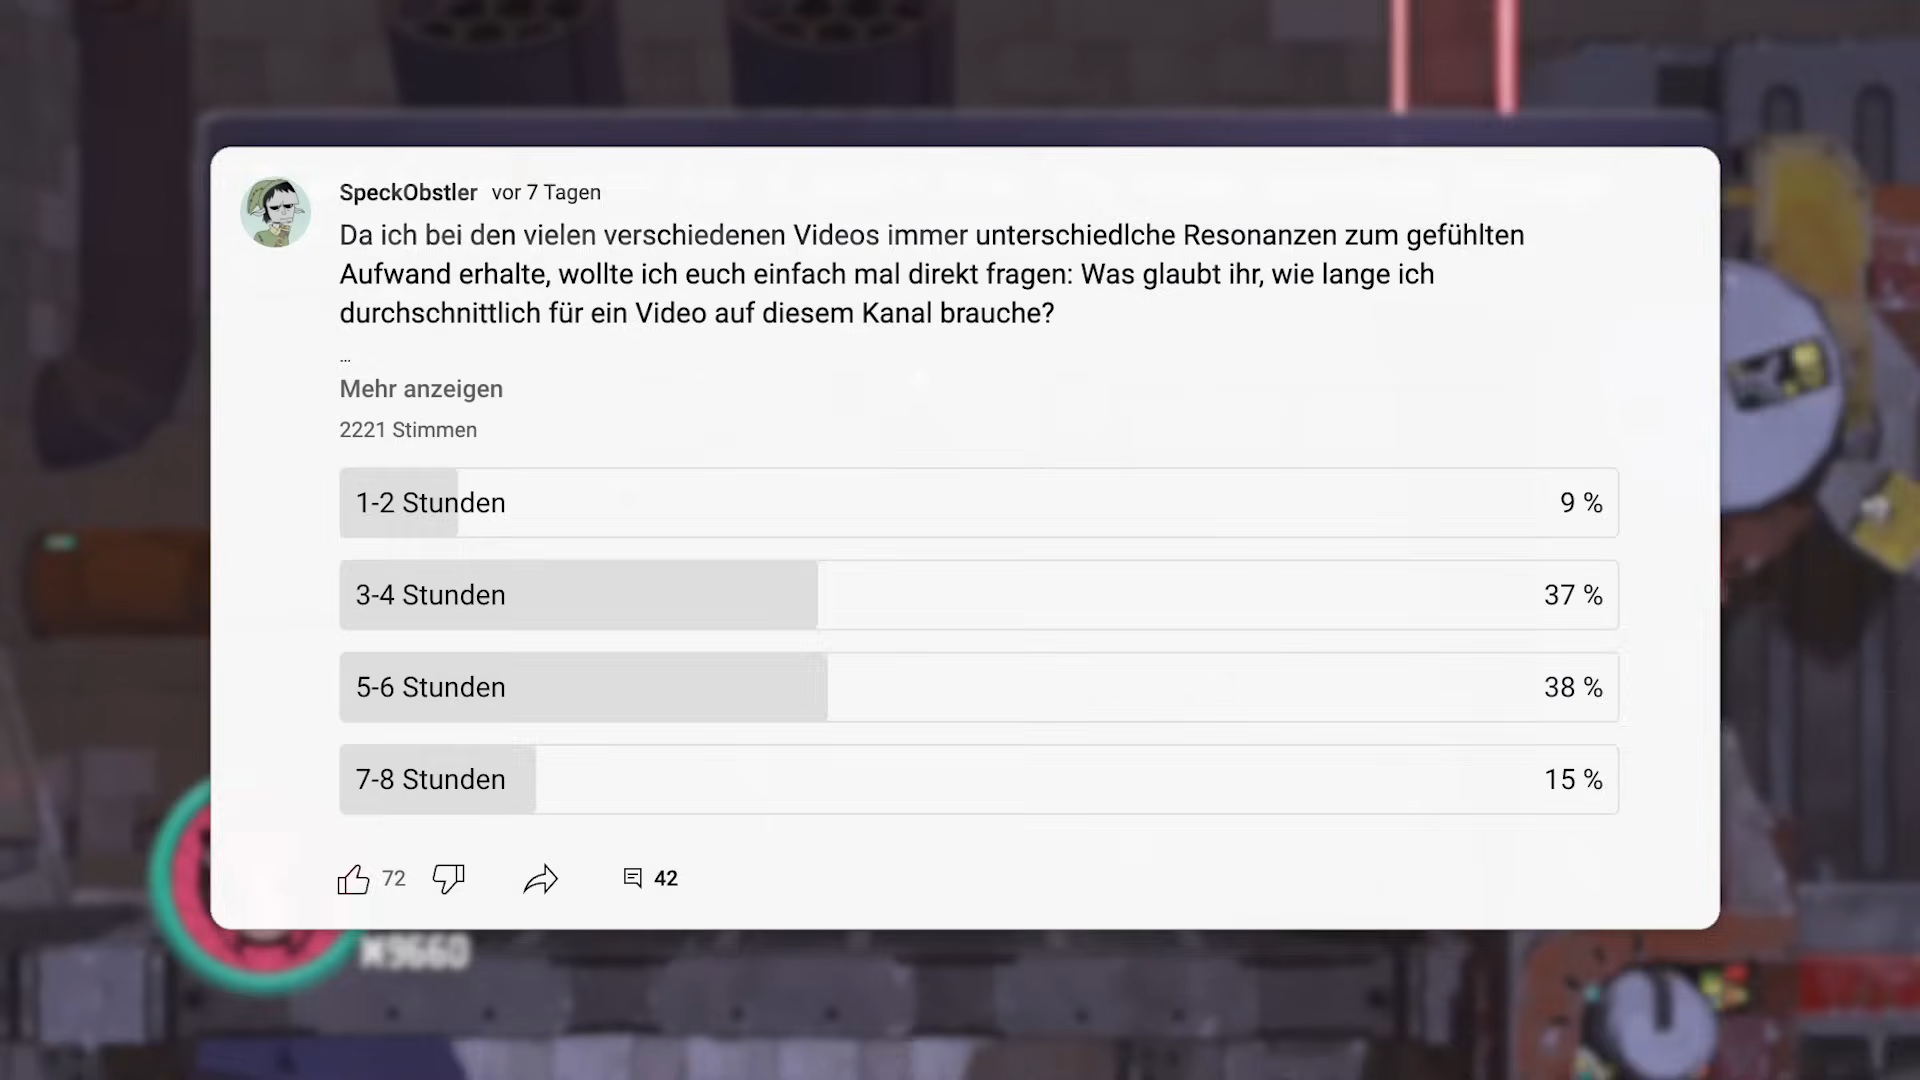 SpeckObstler vor 7 Tagen
Da ich bei den vielen verschiedenen Videos immer unterschiedlche Resonanzen zum gefühlten
Aufwand erhalte, wollte ich euch einfach mal direkt fragen: Was glaubt ihr, wie lange ich
durchschnittlich für ein Video auf diesem Kanal brauche?
...
Mehr anzeigen
2221 Stimmen
1-2 Stunden 9 %
3-4 Stunden 37 %
5-6 Stunden 38 %
7-8 Stunden 15 %
72 42